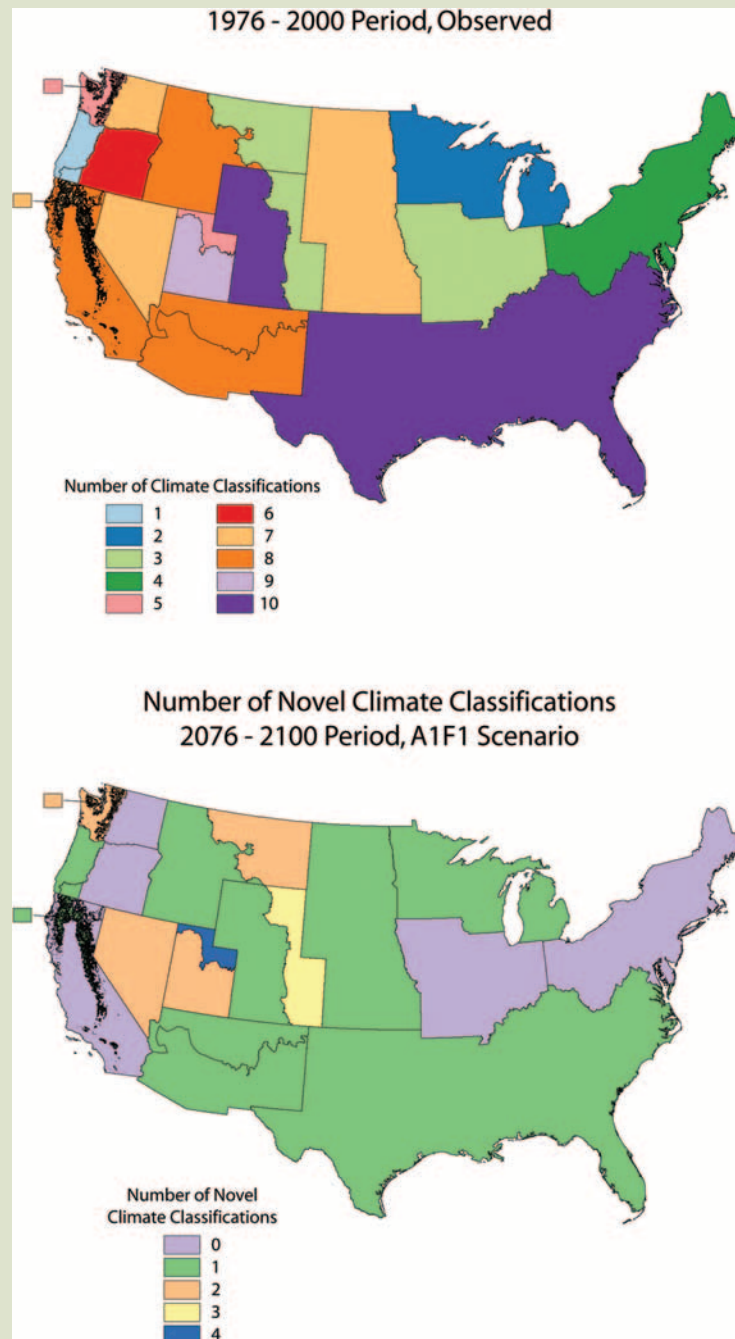 1976 - 2000 Period, Observed
Number of Climate Classifications
1 6
2 7
3 8
4 9
5 10
Number of Novel Climate Classifications
2076 - 2100 Period, A1F1 Scenario
Number of Novel
Climate Classifications
0
1
2
3
4